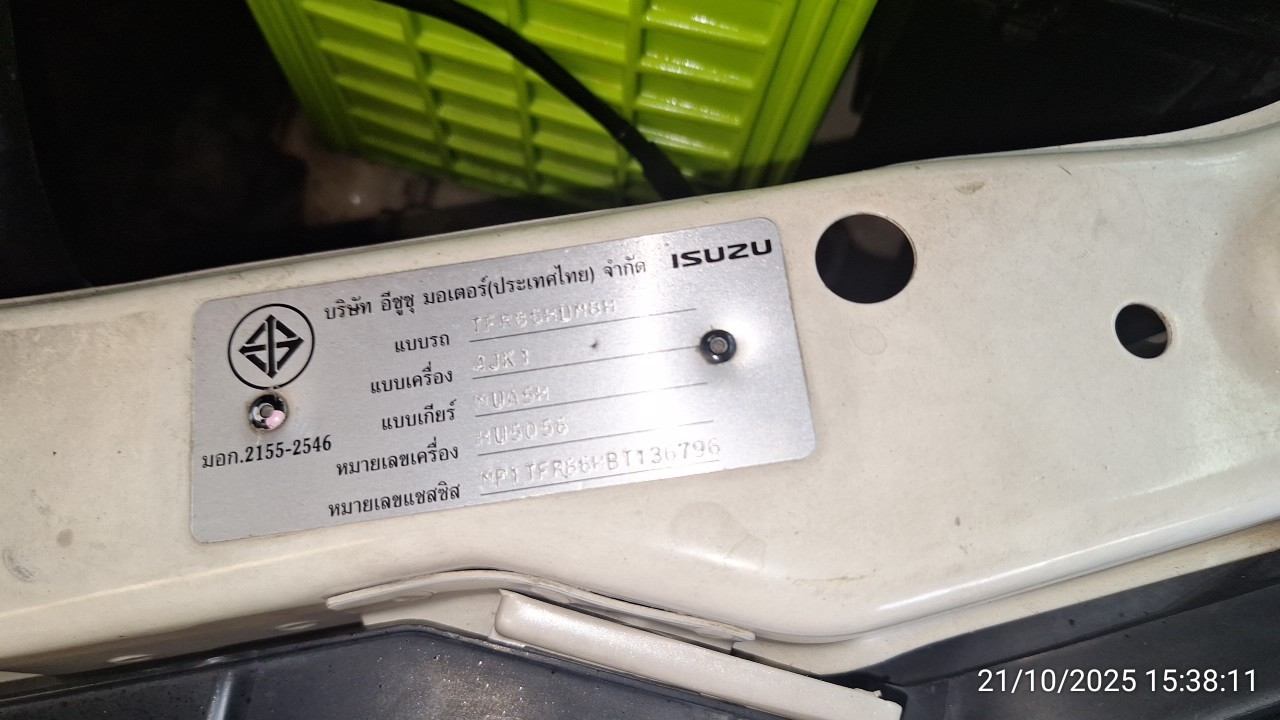 บริษัท อีซูซุ มอเตอร์(ประเทศไทย) จำกัด ISUZU
แบบรถ
แบบเครื่อง 4JK1
แบบเกียร์ MUA5H
หมายเลขเครื่อง
หมายเลขแชสซิส
มอก.2155-2546
21/10/2025 15:38:11